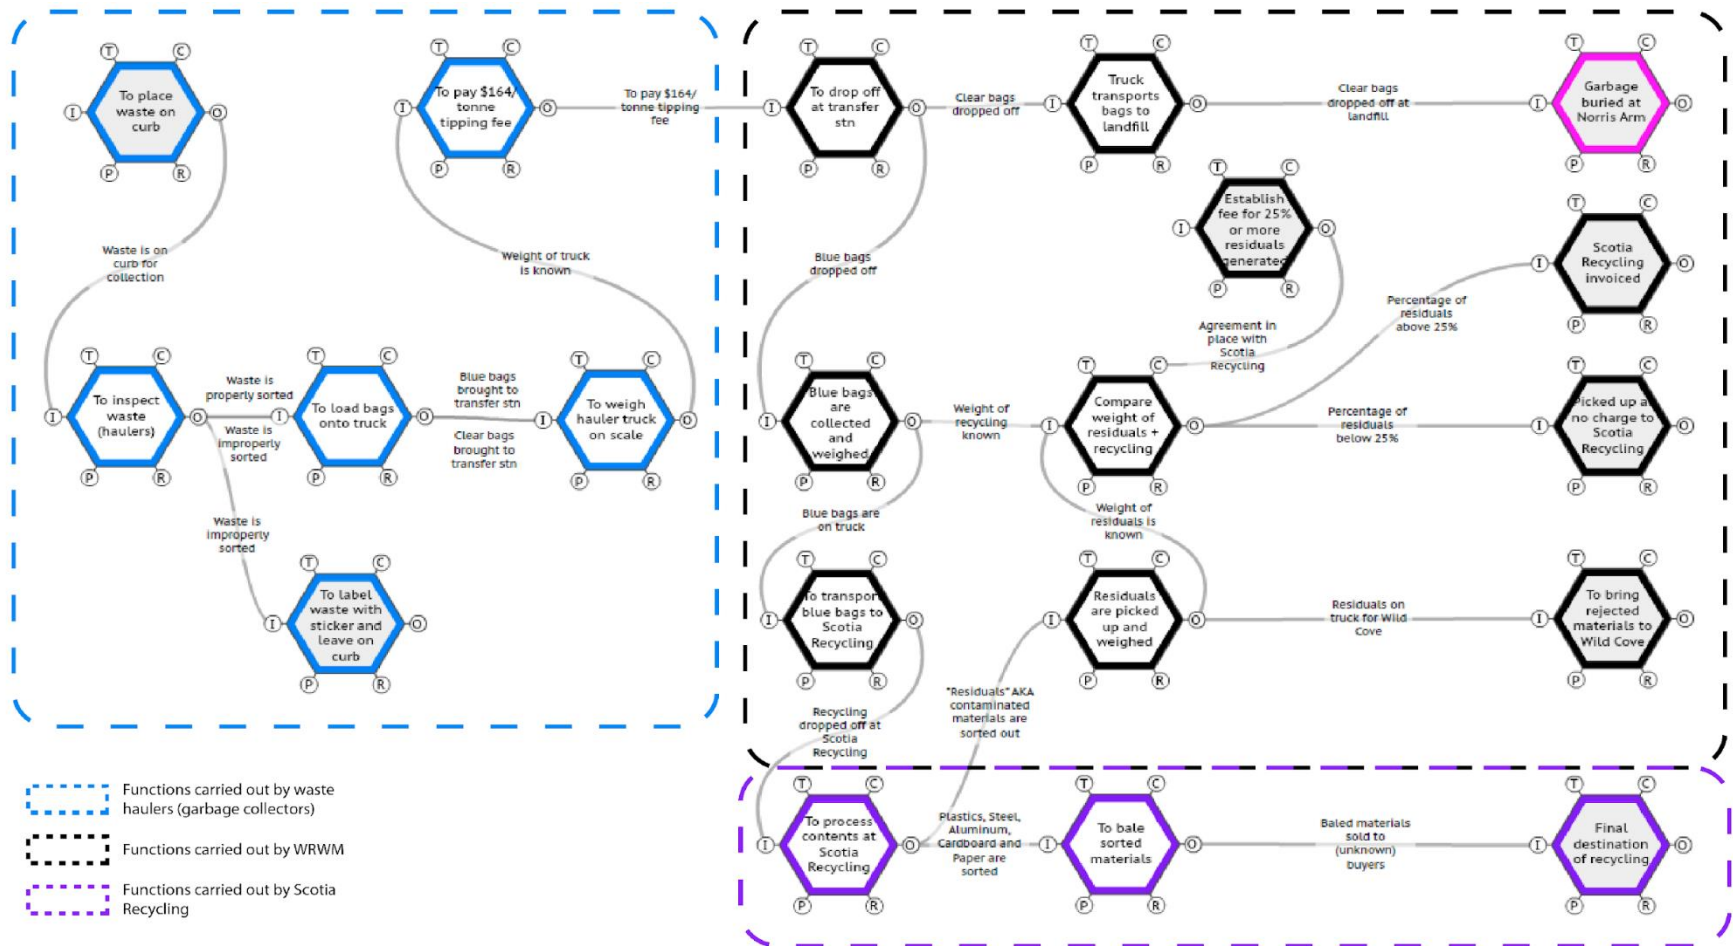 T
C
To place
waste on
curb
I
O
P
R
T
C
To pay $164/
tonne
tipping fee
I
O
P
R
To pay $164/
tonne tipping
fee
T
C
To drop off
at transfer
stn
I
O
P
R
Clear bags
dropped off
T
C
Truck
transports
bags to
landfill
I
O
P
R
Clear bags
dropped off at
landfill
T
C
Garbage
buried at
Norris Arm
I
O
P
R
Waste is on
curb for
collection
Weight of truck
is known
Blue bags
dropped off
T
C
Establish
fee for 25%
or more
residuals
generated
I
O
P
R
Agreement in
place with
Scotia
Recycling
Percentage of
residuals
above 25%
T
C
Scotia
Recycling
invoiced
I
O
P
R
T
C
To inspect
waste
(haulers)
I
O
P
R
Waste is
properly sorted
Waste is
improperly
sorted
T
C
To load bags
onto truck
I
O
P
R
Blue bags
brought to
transfer stn
Clear bags
brought to
transfer stn
T
C
To weigh
hauler truck
on scale
I
O
P
R
T
C
Blue bags
are
collected
and
weighed
I
O
P
R
Weight of
recycling
known
T
C
Compare
weight of
residuals +
recycling
I
O
P
R
Percentage of
residuals
below 25%
T
C
Picked up at
no charge to
Scotia
Recycling
I
O
P
R
Waste is
improperly
sorted
Blue bags are
on truck
Weight of
residuals is
known
T
C
To label
waste with
sticker and
leave on
curb
I
O
P
R
T
C
To transport
blue bags to
Scotia
Recycling
I
O
P
R
T
C
Residuals
are picked
up and
weighed
I
O
P
R
Residuals on
truck for Wild
Cove
T
C
To bring
rejected
materials to
Wild Cove
I
O
P
R
Recycling
dropped off at
Scotia
Recycling
"Residuals" AKA
contaminated
materials are
sorted out
T
C
To process
contents at
Scotia
Recycling
I
O
P
R
Plastics, Steel,
Aluminum,
Cardboard and
Paper are
sorted
T
C
To bale
sorted
materials
I
O
P
R
Baled materials
sold to
(unknown)
buyers
T
C
Final
destination
of recycling
I
O
P
R
Functions carried out by waste
haulers (garbage collectors)
Functions carried out by WRWM
Functions carried out by Scotia
Recycling